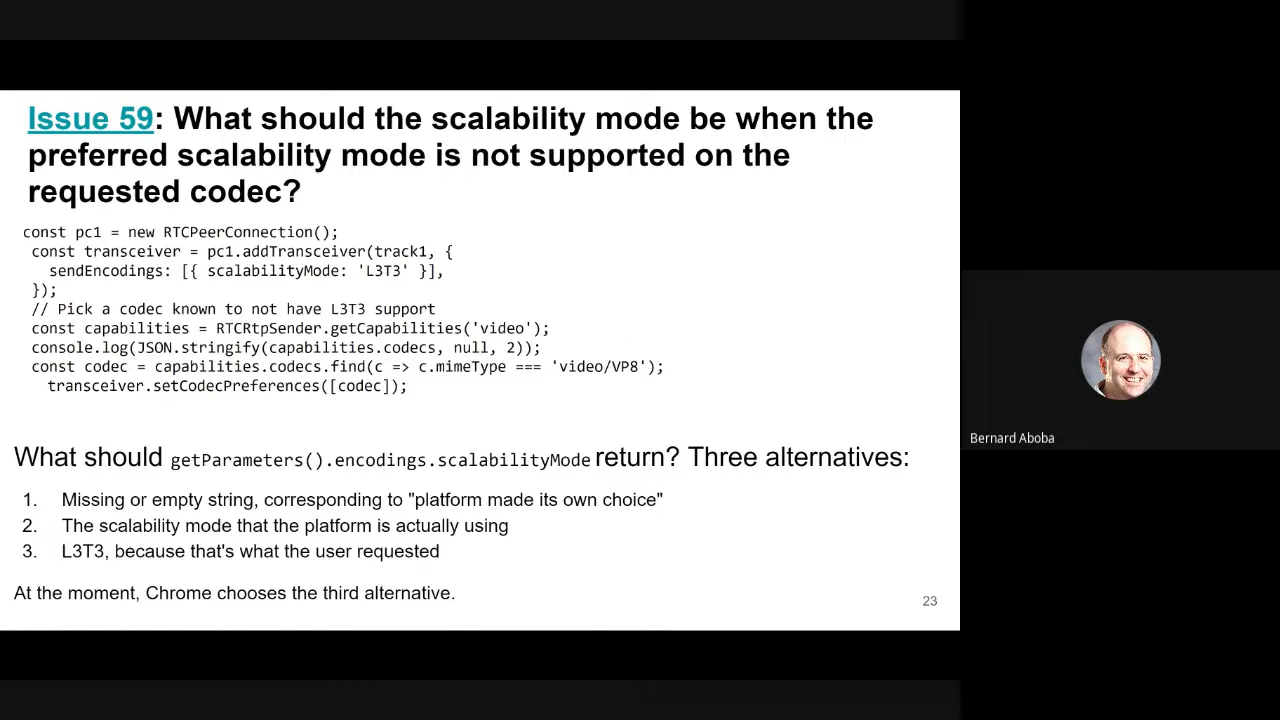 Issue 59: What should the scalability mode be when the
preferred scalability mode is not supported on the
requested codec?
const pc1 = new RTCPeerConnection();
const transceiver = pc1.addTransceiver(track1, {
sendEncodings: [{ scalabilityMode: 'L3T3' }],
});
// Pick a codec known to not have L3T3 support
const capabilities = RTCRtpSender.getCapabilities('video');
console.log(JSON.stringify(capabilities.codecs, null, 2));
const codec = capabilities.codecs.find(c => c.mimeType === 'video/VP8');
transceiver.setCodecPreferences([codec]);
What should getParameters().encodings.scalabilityMode return? Three alternatives:
1. Missing or empty string, corresponding to "platform made its own choice"
2. The scalability mode that the platform is actually using
3. L3T3, because that's what the user requested
At the moment, Chrome chooses the third alternative.
23
Bernard Aboba